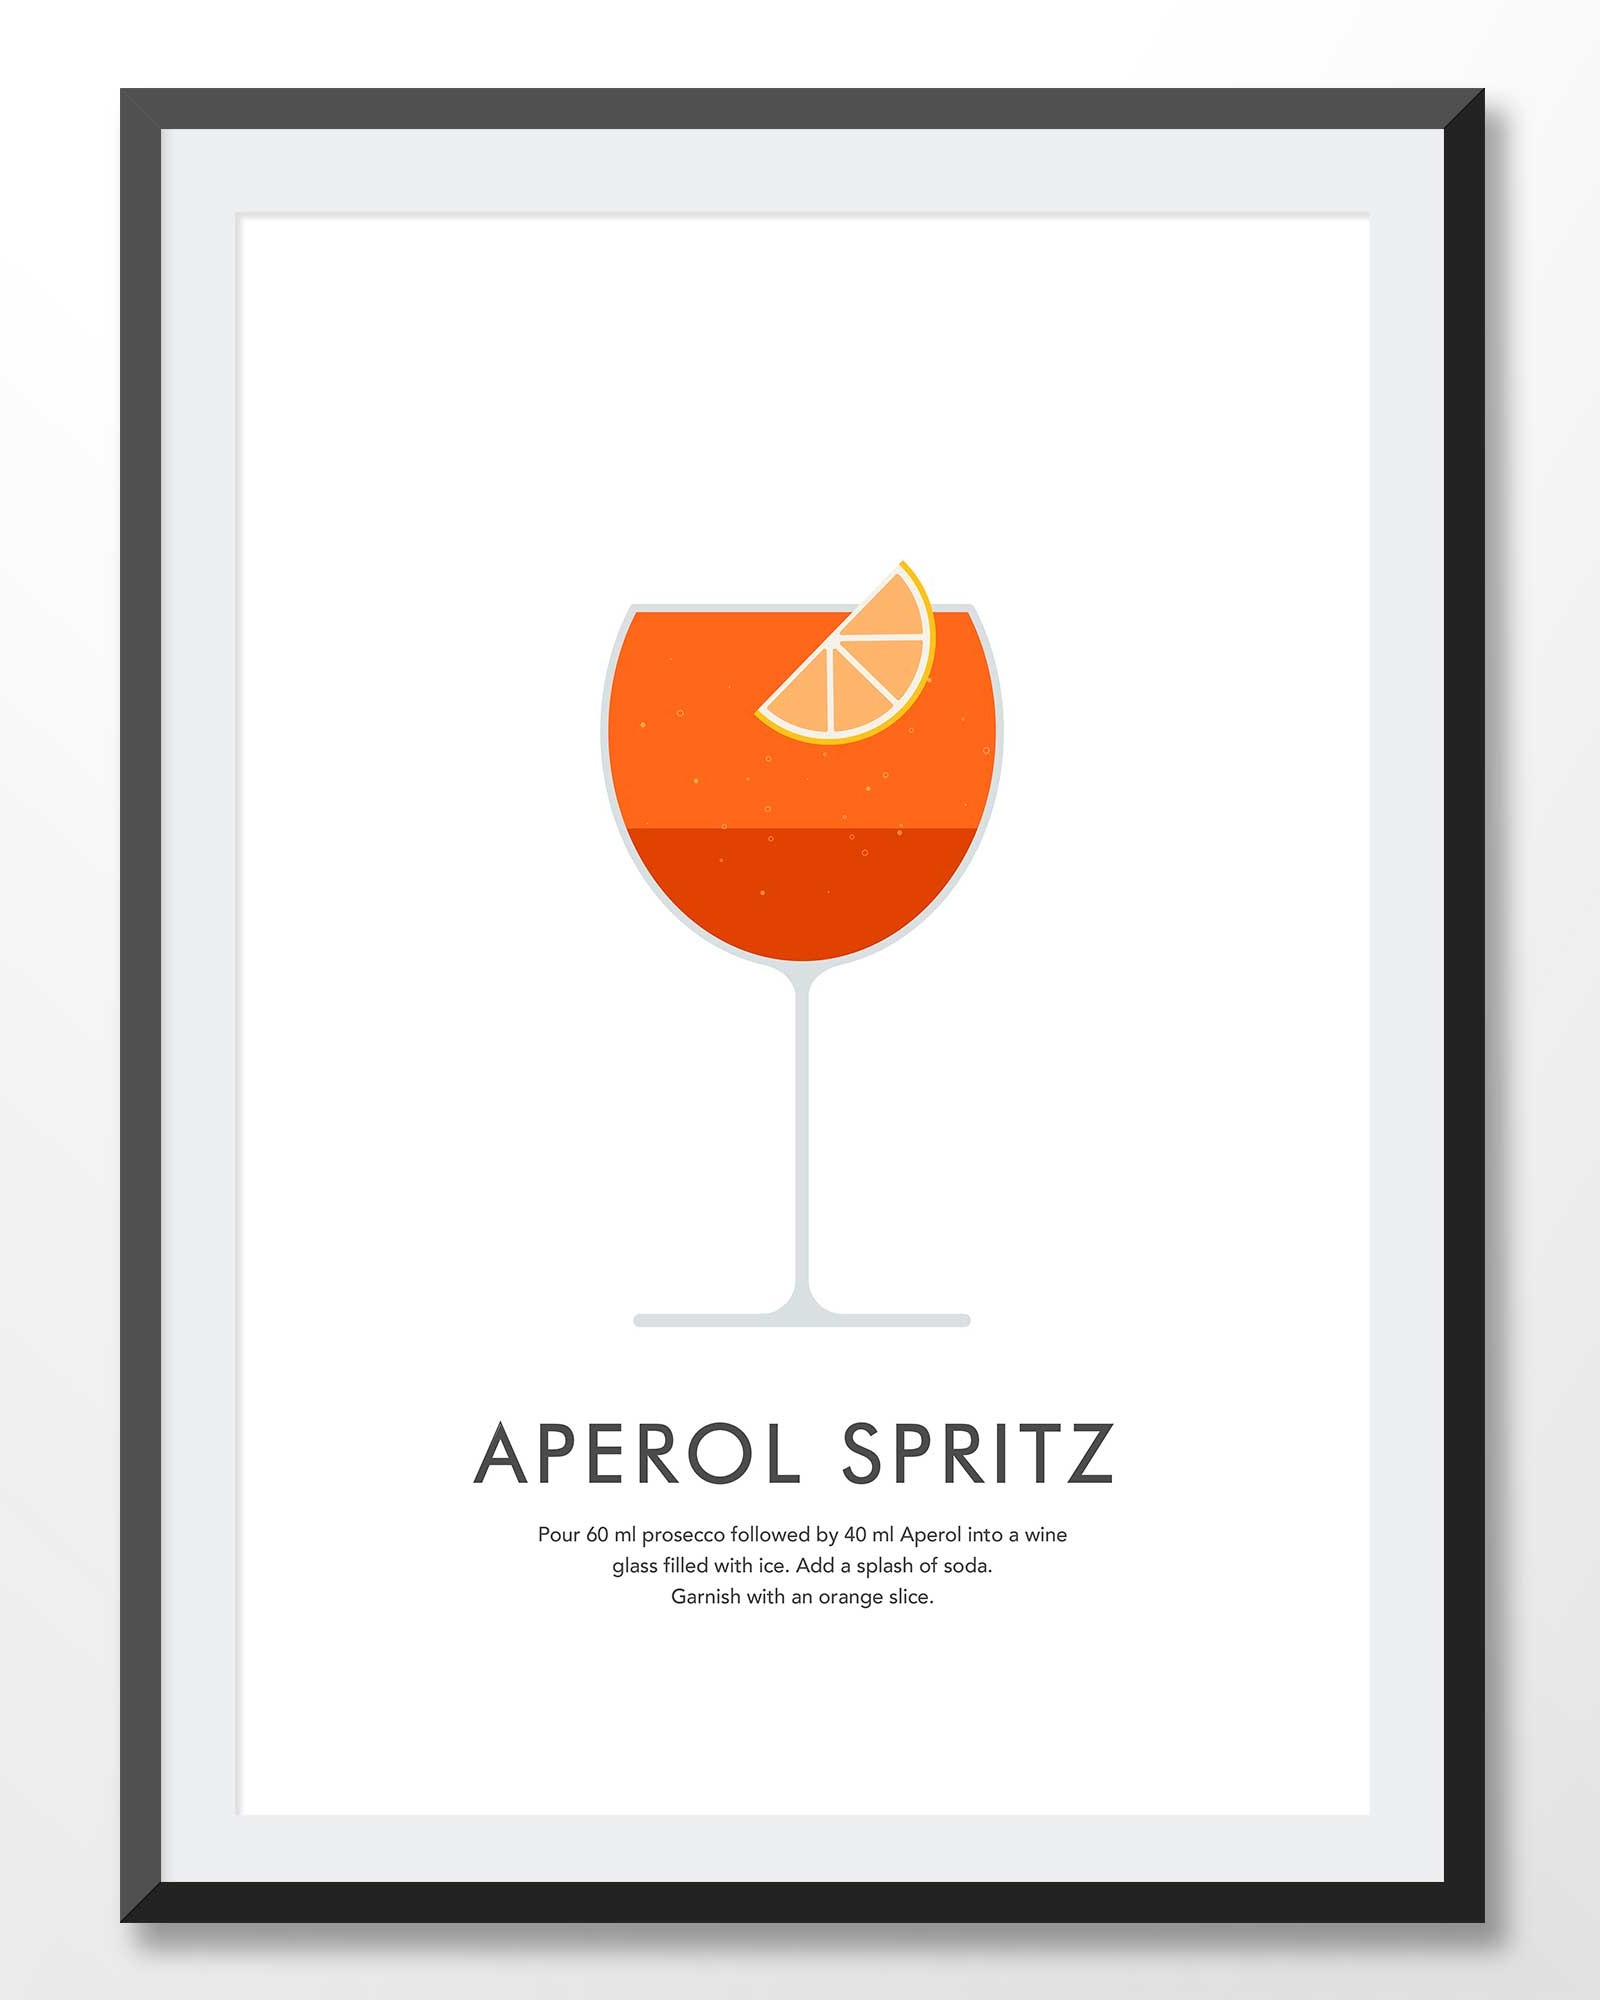 APEROL SPRITZ
Pour 60 ml prosecco followed by 40 ml Aperol into a wine
glass filled with ice. Add a splash of soda.
Garnish with an orange slice.